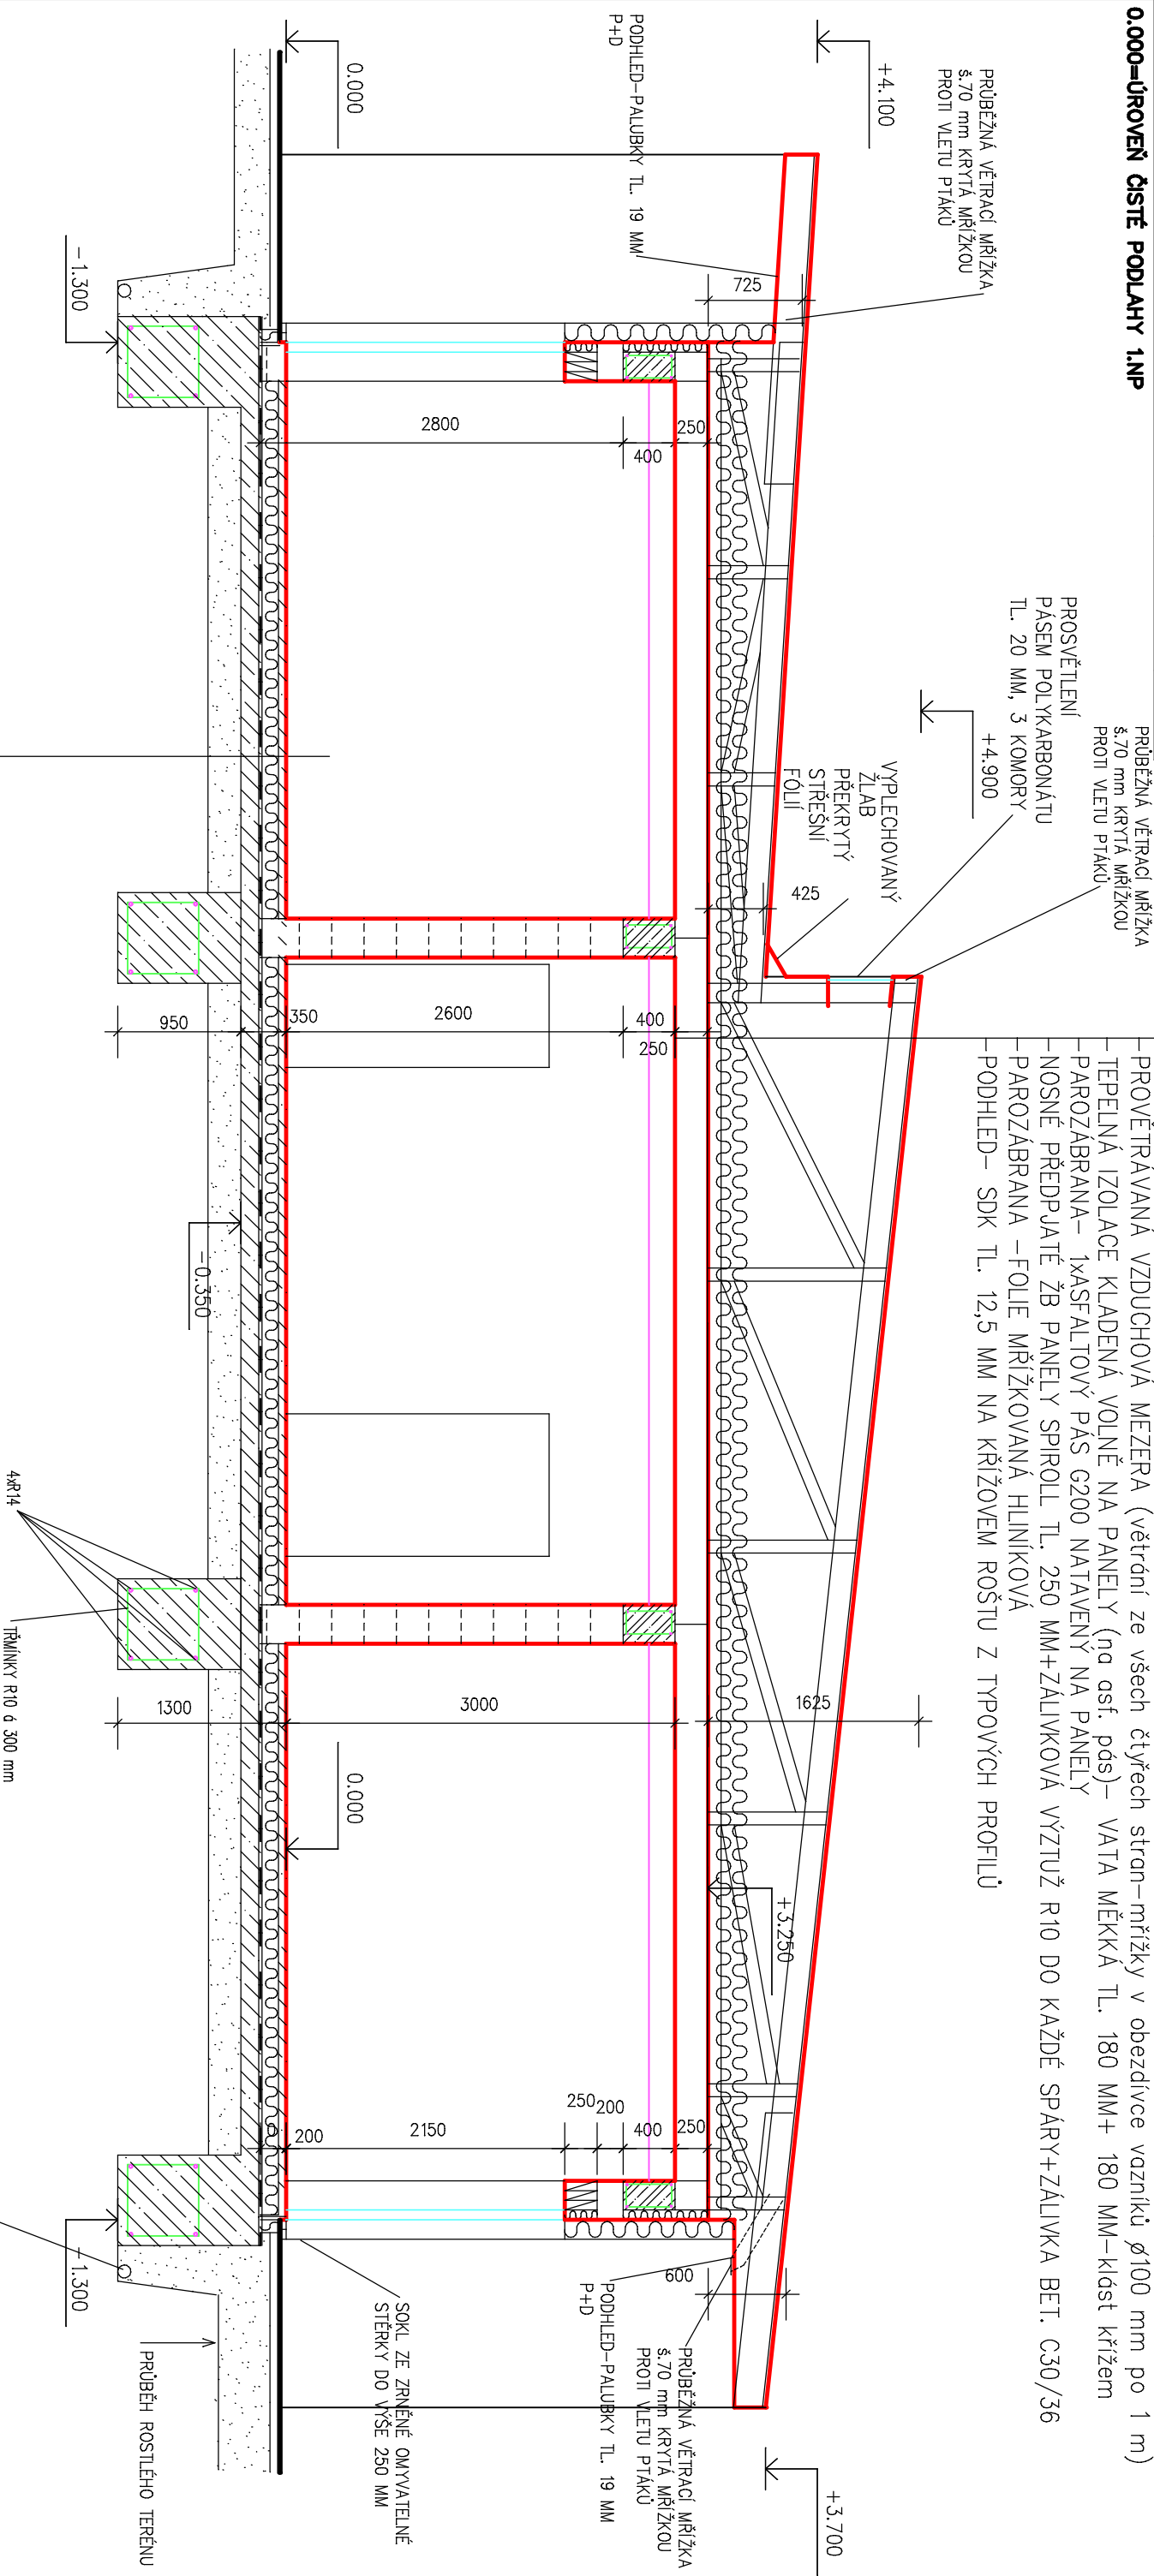 0.000=ÚROVEŇ ČISTÉ PODLAHY 1.NP
PROVĚTRÁVANÁ VZDUCHOVÁ MEZERA (větrání ze všech čtyřech stran-mřížky v obezdívce vazníků ø100 mm po 1 m)
TEPELNÁ IZOLACE KLADENÁ VOLNĚ NA PANELY (na asf. pás)- VATA MĚKKÁ TL. 180 MM+ 180 MM-klást křížem
PAROZÁBRANA- 1xASFALTOVÝ PÁS G200 NATAVENÝ NA PANELY
NOSNÉ PŘEDPJATÉ ŽB PANELY SPIROLL TL. 250 MM+ZÁLIVKOVÁ VÝZTUŽ R10 DO KAŽDÉ SPÁRY+ZÁLIVKA BET. C30/36
PAROZÁBRANA -FOLIE MŘÍŽKOVANÁ HLINÍKOVÁ
PODHLED- SDK TL. 12,5 MM NA KŘÍŽOVEM ROŠTU Z TYPOVÝCH PROFILŮ
PRŮBĚŽNÁ VĚTRACÍ MŘÍŽKA
š.70 mm KRYTÁ MŘÍŽKOU
PROTI VLETU PTÁKŮ
PROSVĚTLENÍ
PÁSEM POLYKARBONÁTU
TL. 20 MM, 3 KOMORY
+4.900
PRŮBĚŽNÁ VĚTRACÍ MŘÍŽKA
š.70 mm KRYTÁ MŘÍŽKOU
PROTI VLETU PTÁKŮ
+4.100
VYPLECHOVANÝ
ŽLAB
PŘEKRYTÝ
STŘEŠNÍ
FÓLIÍ
+3.700
+3.250
725
425
1625
600
PODHLED-PALUBKY TL. 19 MM
P+D
PRŮBĚŽNÁ VĚTRACÍ MŘÍŽKA
š.70 mm KRYTÁ MŘÍŽKOU
PROTI VLETU PTÁKŮ
PODHLED-PALUBKY TL. 19 MM
P+D
250
400
2800
400
250
2600
350
950
3000
1300
250
400
200
250
2150
200
0.000
0.000
SOKL ZE ZRNĚNÉ OMYVATELNÉ
STĚRKY DO VÝŠE 250 MM
-0.350
-1.300
-1.300
PRŮBĚH ROSTLÉHO TERÉNU
4xR14
TŘMÍNKY R10 á 300 mm